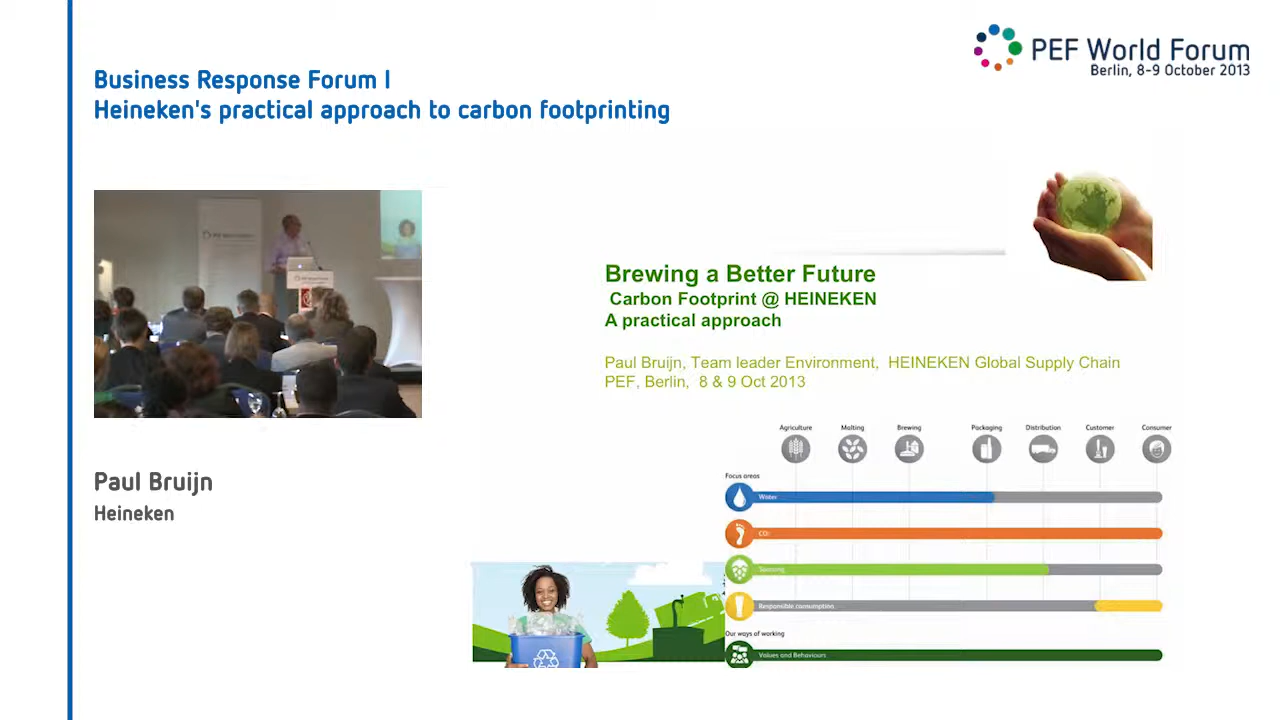 PEF World Forum
Berlin, 8-9 October 2013
Business Response Forum I
Heineken's practical approach to carbon footprinting
Brewing a Better Future
Carbon Footprint @ HEINEKEN
A practical approach
Paul Bruijn, Team leader Environment, HEINEKEN Global Supply Chain
PEF, Berlin, 8 & 9 Oct 2013
Paul Bruijn
Heineken
Agriculture Malting Brewing Packaging Distribution Customer Consumer
Focus areas
Water
CO₂
Sourcing
Responsible consumption
Our ways of working
Values and Behaviours